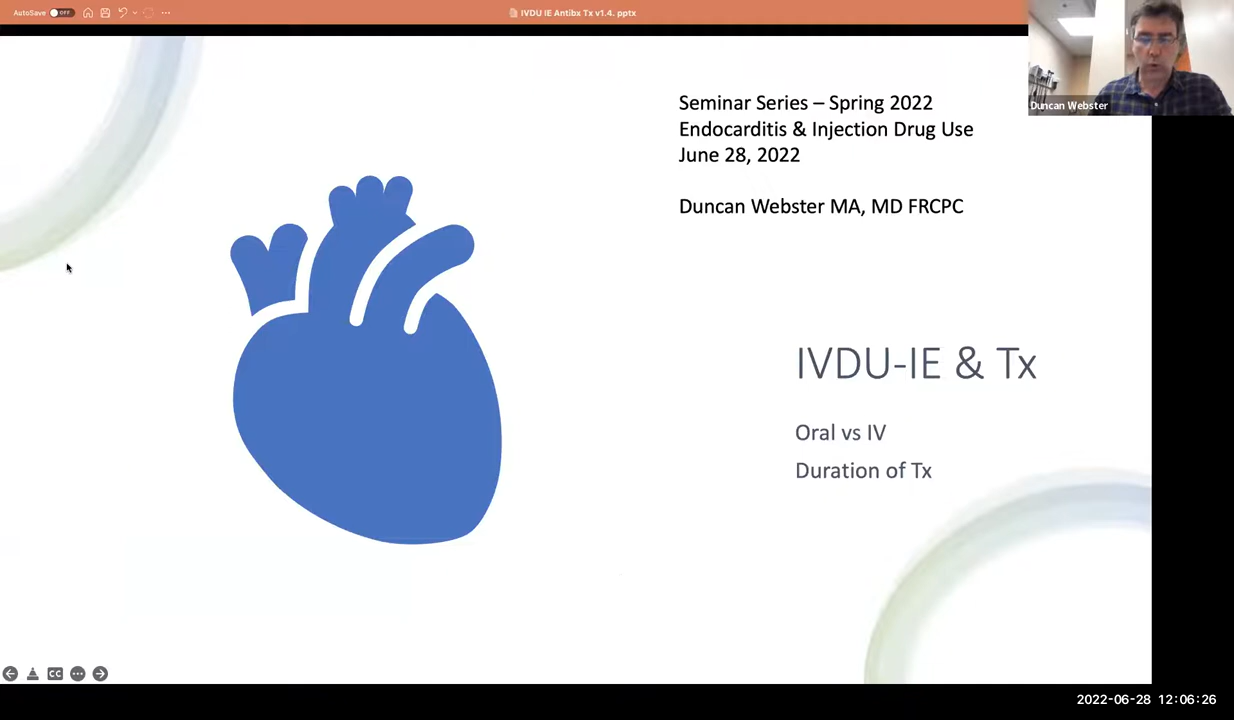 AutoSave OFF
IVDU IE Antibx Tx v1.4. pptx
Duncan Webster
Seminar Series – Spring 2022
Endocarditis & Injection Drug Use
June 28, 2022
Duncan Webster MA, MD FRCPC
IVDU-IE & Tx
Oral vs IV
Duration of Tx
CC
2022-06-28 12:06:26